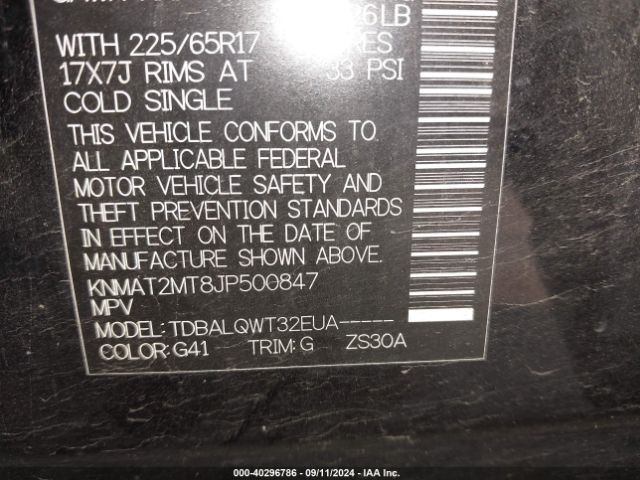 6LB
WITH 225/65R17 RES
17X7J RIMS AT 33 PSI
COLD SINGLE
THIS VEHICLE CONFORMS TO
ALL APPLICABLE FEDERAL
MOTOR VEHICLE SAFETY AND
THEFT PREVENTION STANDARDS
IN EFFECT ON THE DATE OF
MANUFACTURE SHOWN ABOVE.
KNMAT2MT8JP500847
MPV
MODEL: TDBALQWT32EUA-----
COLOR: G41 TRIM: G ZS30A
000-40296786 - 09/11/2024 - IAA Inc.